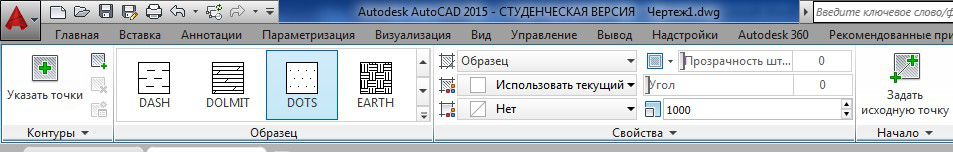 Autodesk AutoCAD 2015 - СТУДЕНЧЕСКАЯ ВЕРСИЯ Чертеж1.dwg Введите ключевое слово/ф
Главная Вставка Аннотации Параметризация Визуализация Вид Управление Вывод Надстройки Autodesk 360 Рекомендованные при
Указать точки
Контуры
DASH DOLMIT DOTS EARTH
Образец
Образец Прозрачность шт... 0
Использовать текущий Угол 0
Нет 1000
Свойства
Задать
исходную точку
Начало